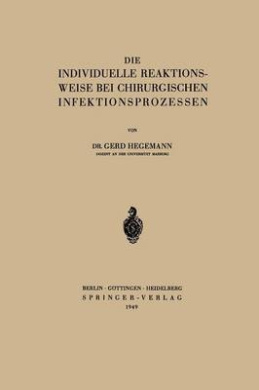 DIE
INDIVIDUELLE REAKTIONS-
WEISE BEI CHIRURGISCHEN
INFEKTIONSPROZESSEN
VON
DR. GERD HEGEMANN
DOZENT AN DER UNIVERSITÄT MARBURG
BERLIN · GÖTTINGEN · HEIDELBERG
SPRINGER-VERLAG
1949